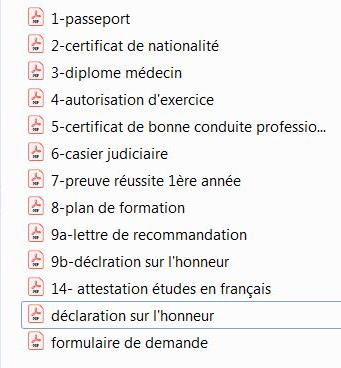 1-passeport
2-certificat de nationalité
3-diplome médecin
4-autorisation d'exercice
5-certificat de bonne conduite professio...
6-casier judiciaire
7-preuve réussite 1ère année
8-plan de formation
9a-lettre de recommandation
9b-déclration sur l'honneur
14- attestation études en français
déclaration sur l'honneur
formulaire de demande